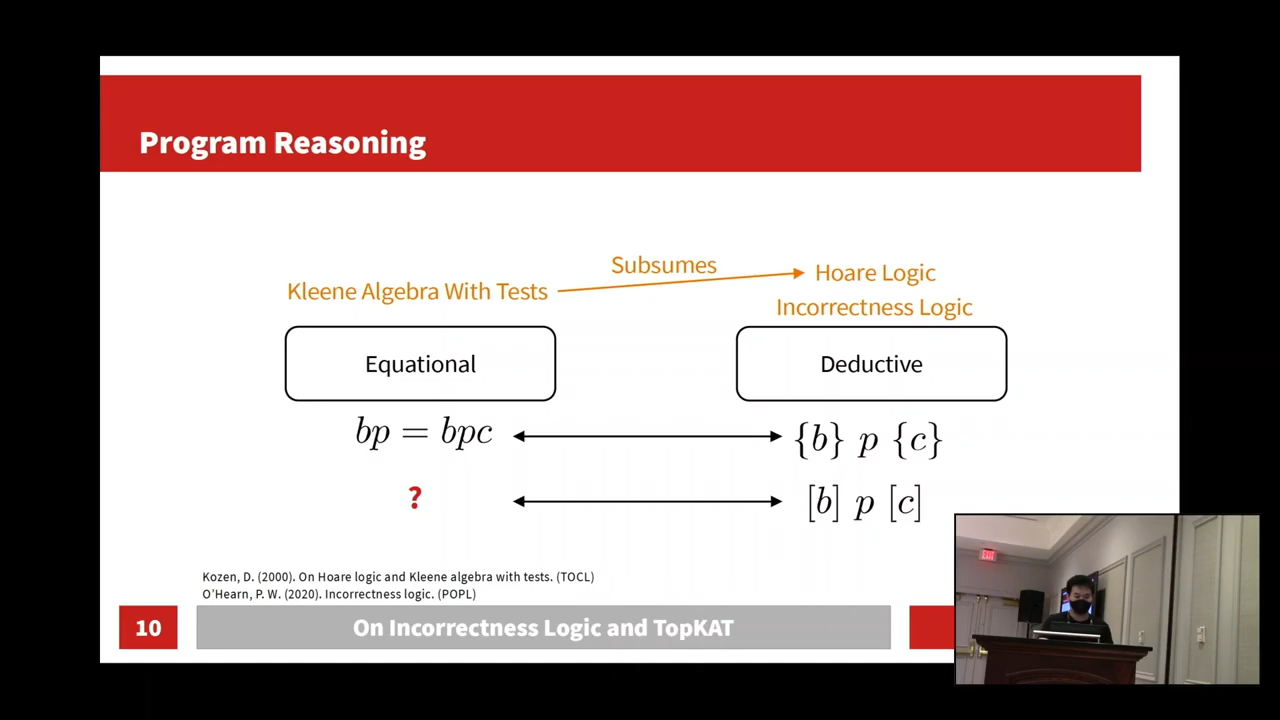 Program Reasoning
Subsumes
Kleene Algebra With Tests
Hoare Logic
Incorrectness Logic
Equational
Deductive
bp = bpc
{b} p {c}
?
[b] p [c]
Kozen, D. (2000). On Hoare logic and Kleene algebra with tests. (TOCL)
O'Hearn, P. W. (2020). Incorrectness logic. (POPL)
10
On Incorrectness Logic and TopKAT
EXIT